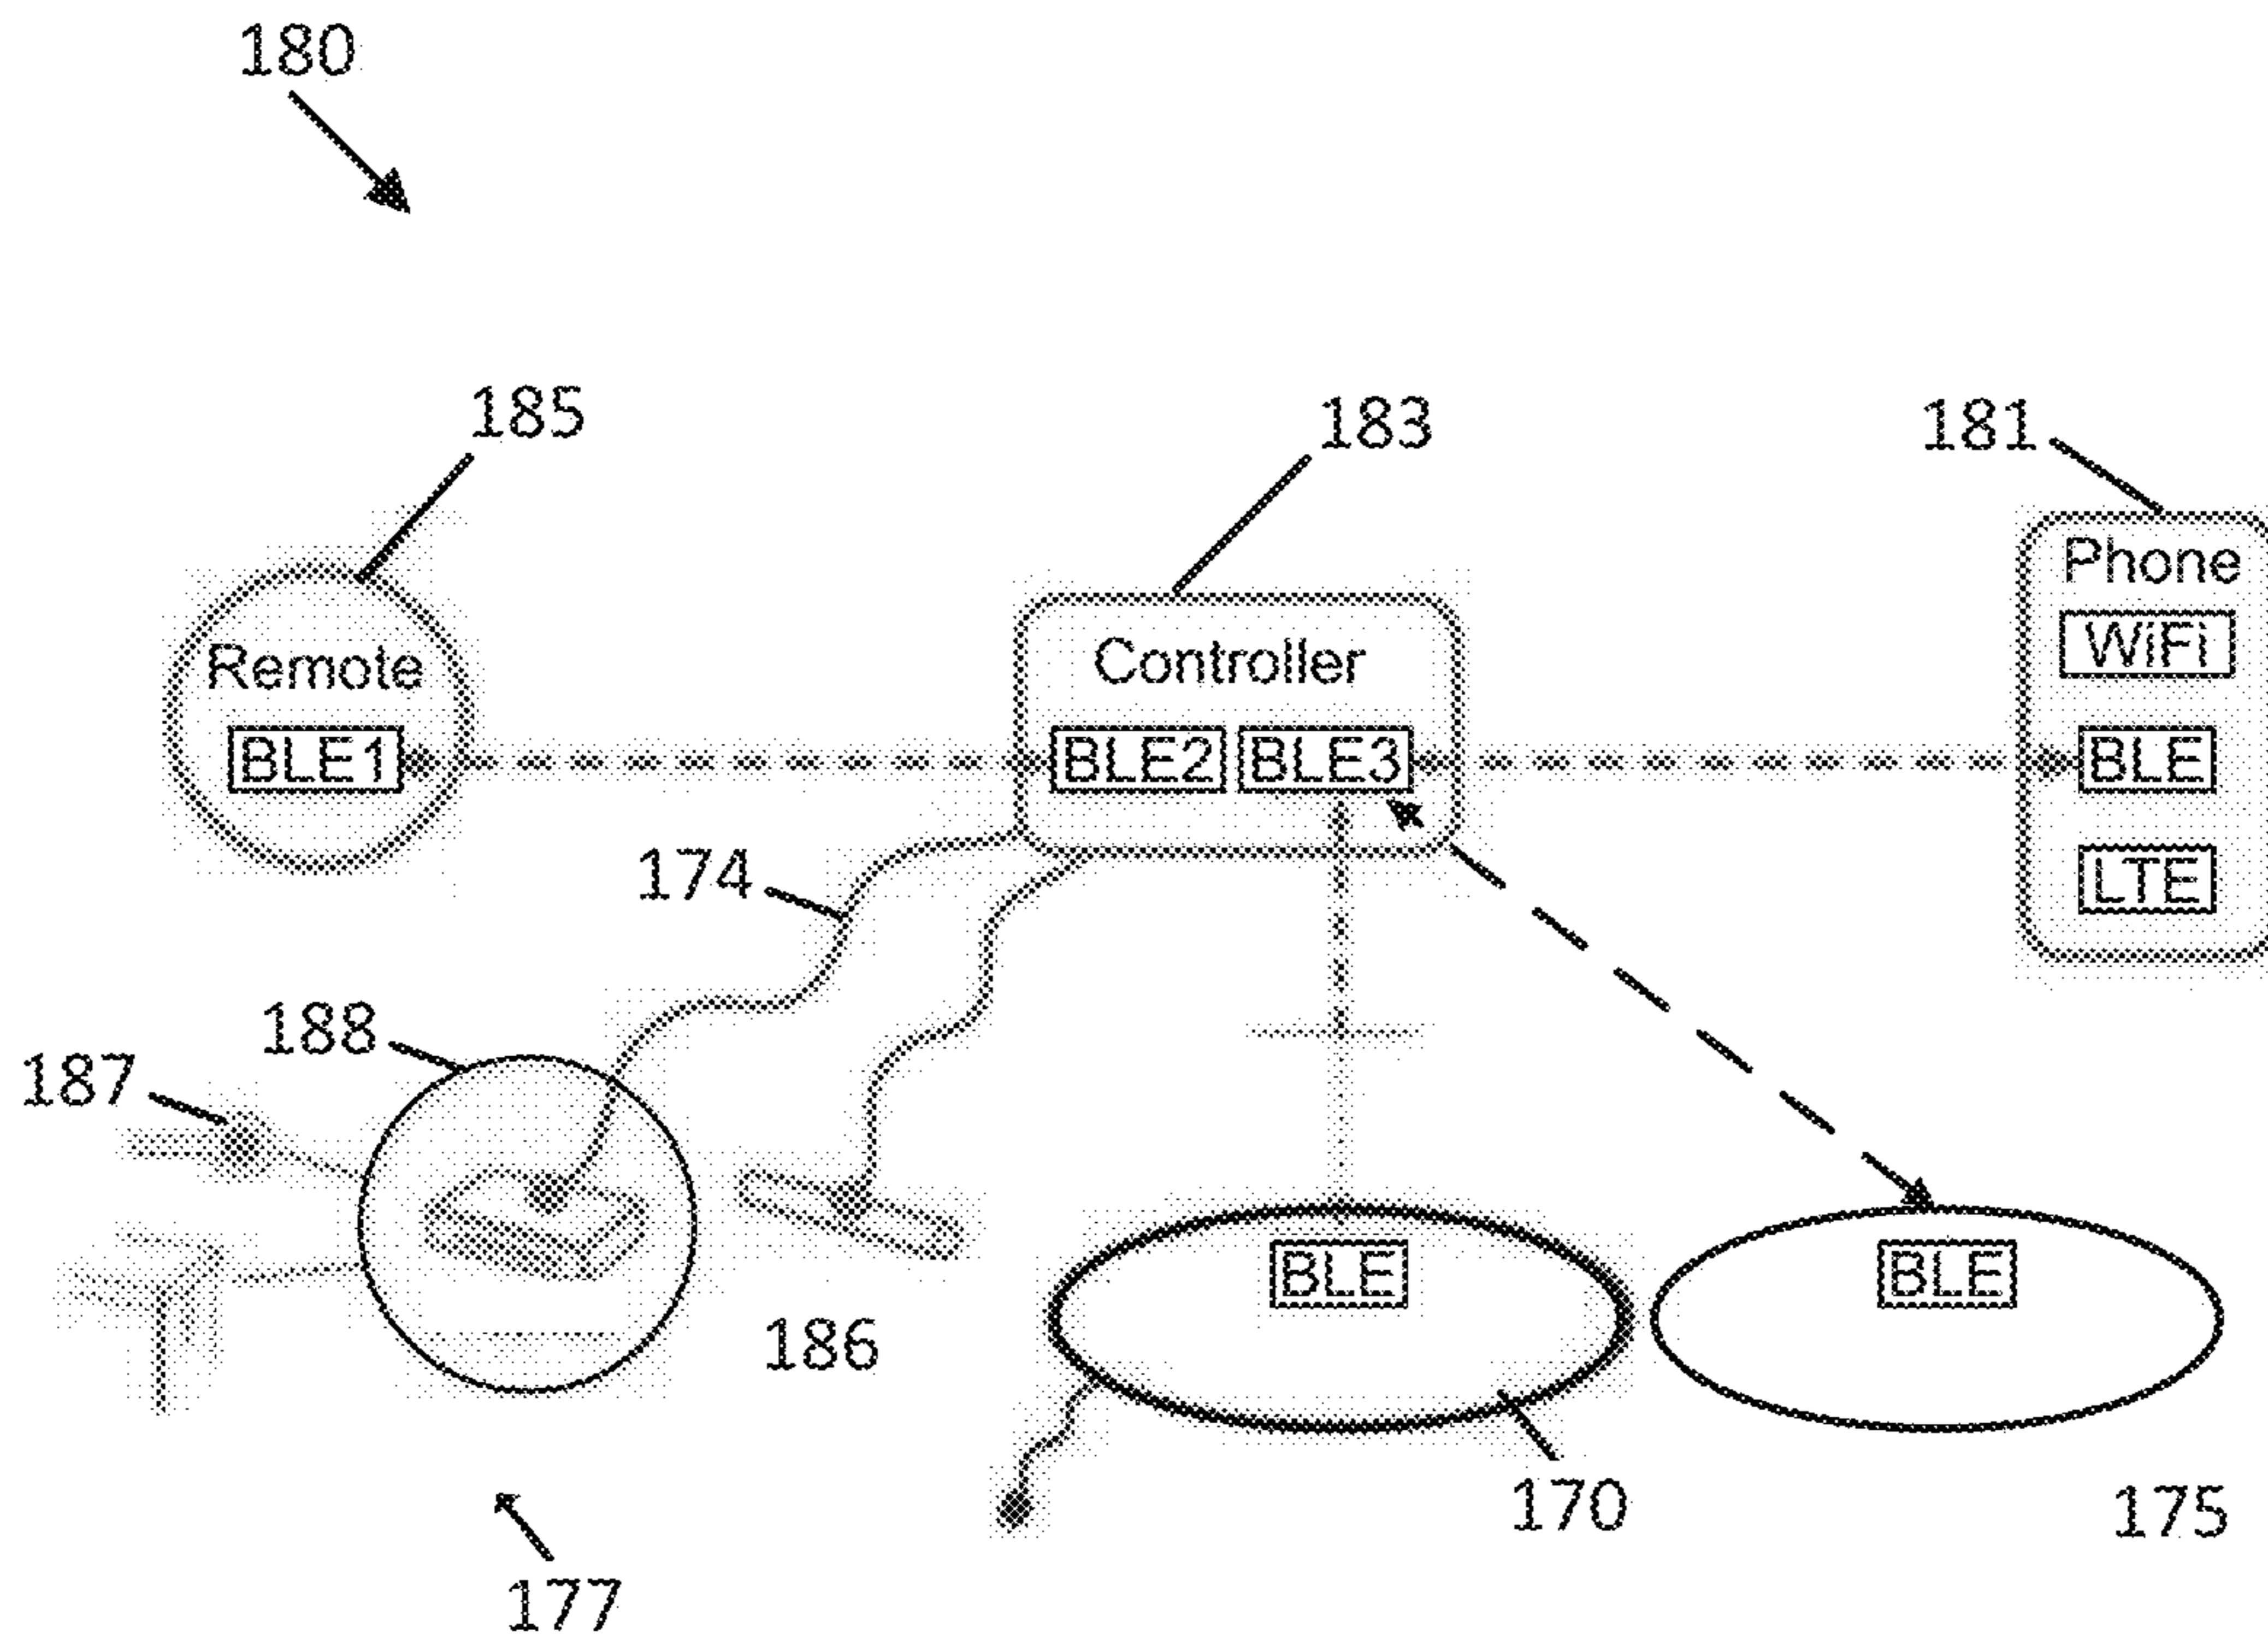 180
185
183
181
Remote
BLE1
Controller
BLE2 BLE3
Phone
WiFi
BLE
LTE
174
188
187
186
BLE
BLE
170
175
177